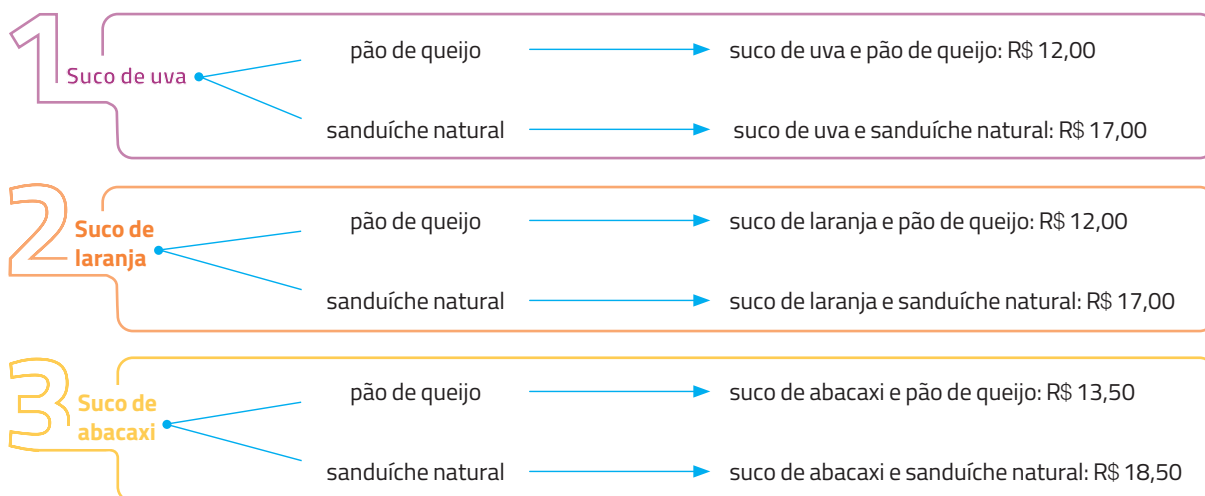 1
Suco de uva
pão de queijo
suco de uva e pão de queijo: R$ 12,00
sanduíche natural
suco de uva e sanduíche natural: R$ 17,00
2
Suco de
laranja
pão de queijo
suco de laranja e pão de queijo: R$ 12,00
sanduíche natural
suco de laranja e sanduíche natural: R$ 17,00
3
Suco de
abacaxi
pão de queijo
suco de abacaxi e pão de queijo: R$ 13,50
sanduíche natural
suco de abacaxi e sanduíche natural: R$ 18,50